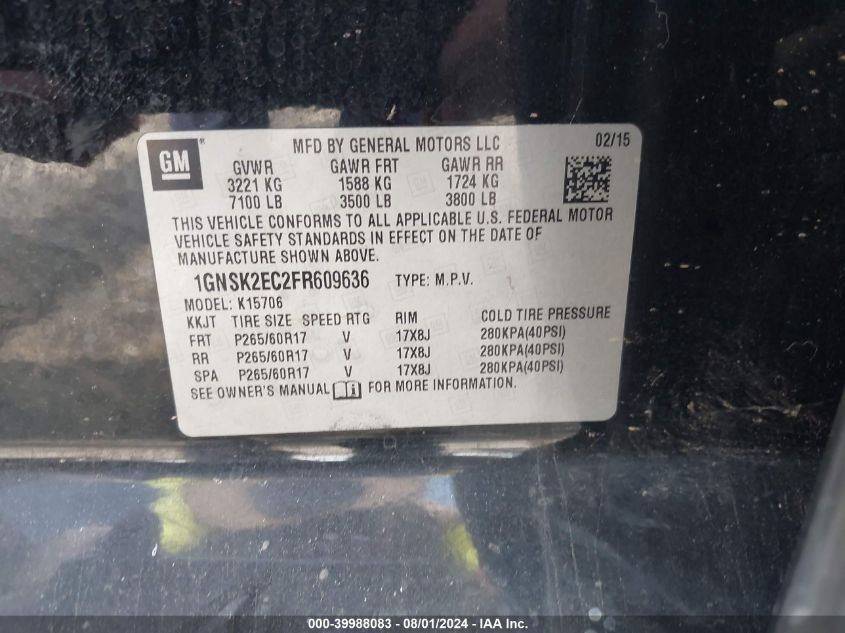 GM ®
MFD BY GENERAL MOTORS LLC 02/15
GVWR GAWR FRT GAWR RR
3221 KG 1588 KG 1724 KG
7100 LB 3500 LB 3800 LB
THIS VEHICLE CONFORMS TO ALL APPLICABLE U.S. FEDERAL MOTOR
VEHICLE SAFETY STANDARDS IN EFFECT ON THE DATE OF
MANUFACTURE SHOWN ABOVE.
1GNSK2EC2FR609636 TYPE: M.P.V.
MODEL: K15706
KKJT TIRE SIZE SPEED RTG RIM COLD TIRE PRESSURE
FRT P265/60R17 V 17X8J 280KPA(40PSI)
RR P265/60R17 V 17X8J 280KPA(40PSI)
SPA P265/60R17 V 17X8J 280KPA(40PSI)
SEE OWNER'S MANUAL FOR MORE INFORMATION.
000-39988083 - 08/01/2024 - IAA Inc.